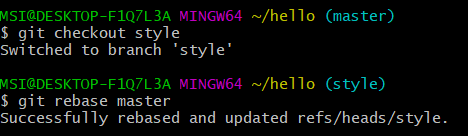 MSI@DESKTOP-F1Q7L3A MINGW64 ~/hello (master)
$ git checkout style
Switched to branch 'style'
MSI@DESKTOP-F1Q7L3A MINGW64 ~/hello (style)
$ git rebase master
Successfully rebased and updated refs/heads/style.